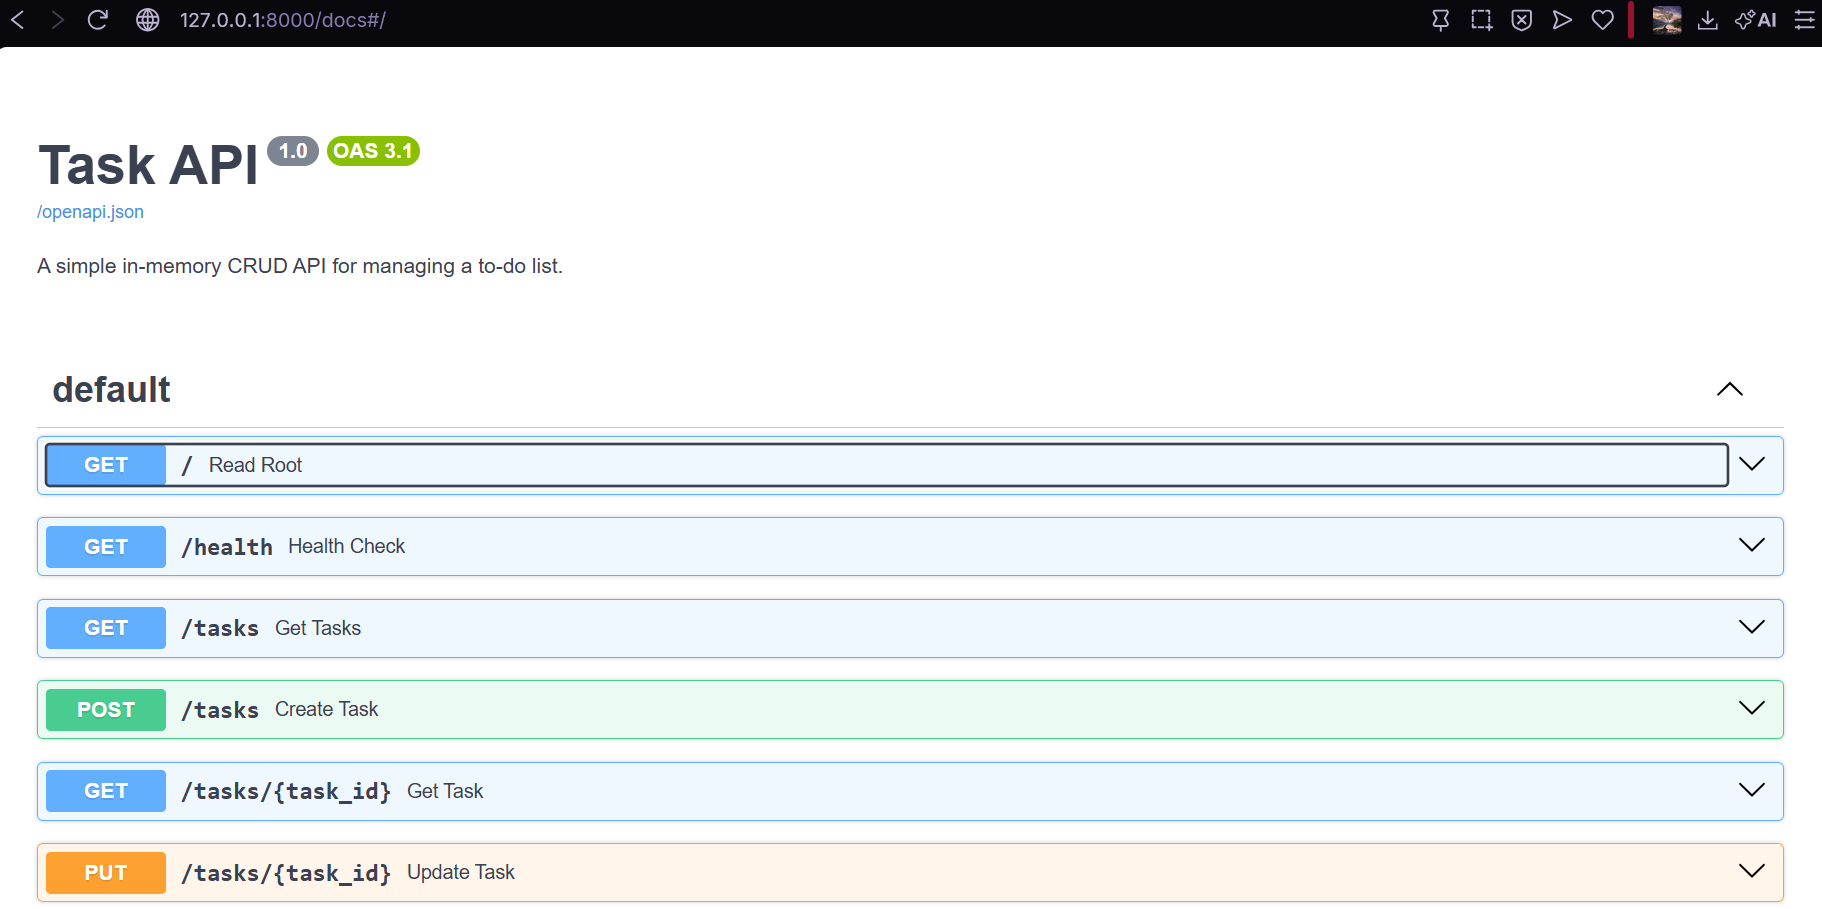 127.0.0.1:8000/docs#/
AI
Task API 1.0 OAS 3.1
/openapi.json
A simple in-memory CRUD API for managing a to-do list.
default
GET / Read Root
GET /health Health Check
GET /tasks Get Tasks
POST /tasks Create Task
GET /tasks/{task_id} Get Task
PUT /tasks/{task_id} Update Task